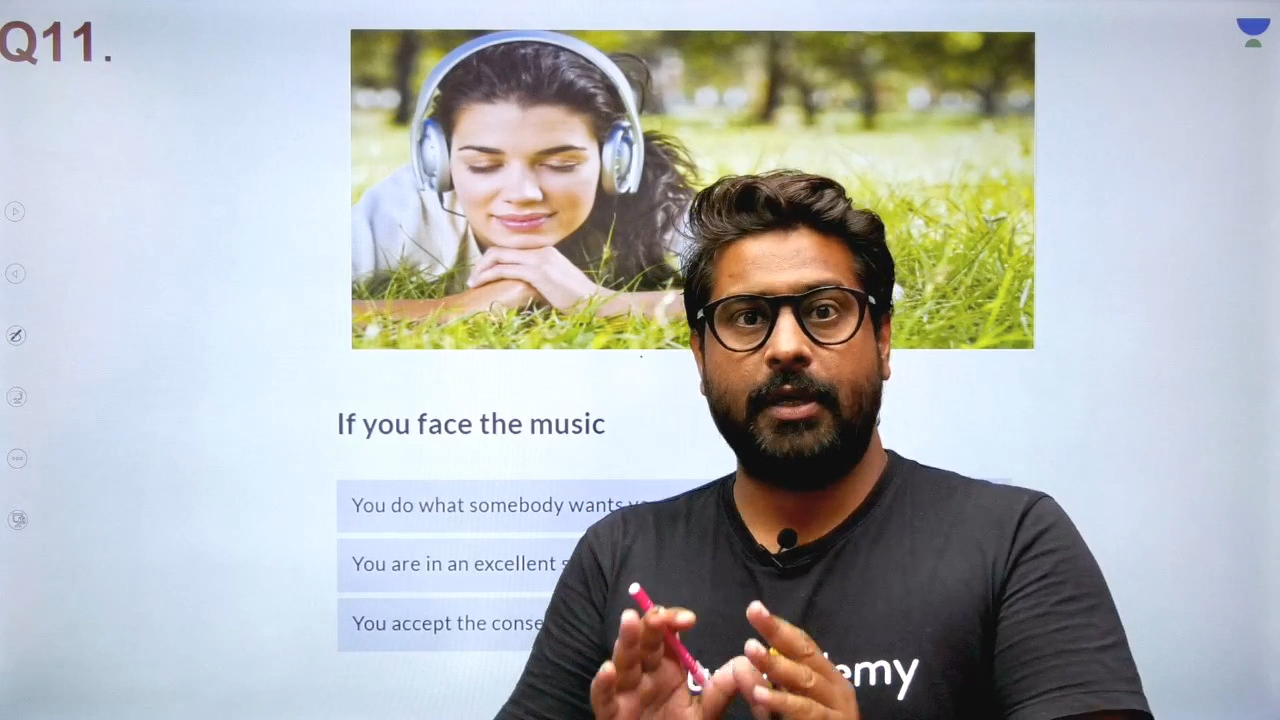 Q11.
If you face the music
You do what somebody wants
You are in an excellent
You accept the
emy